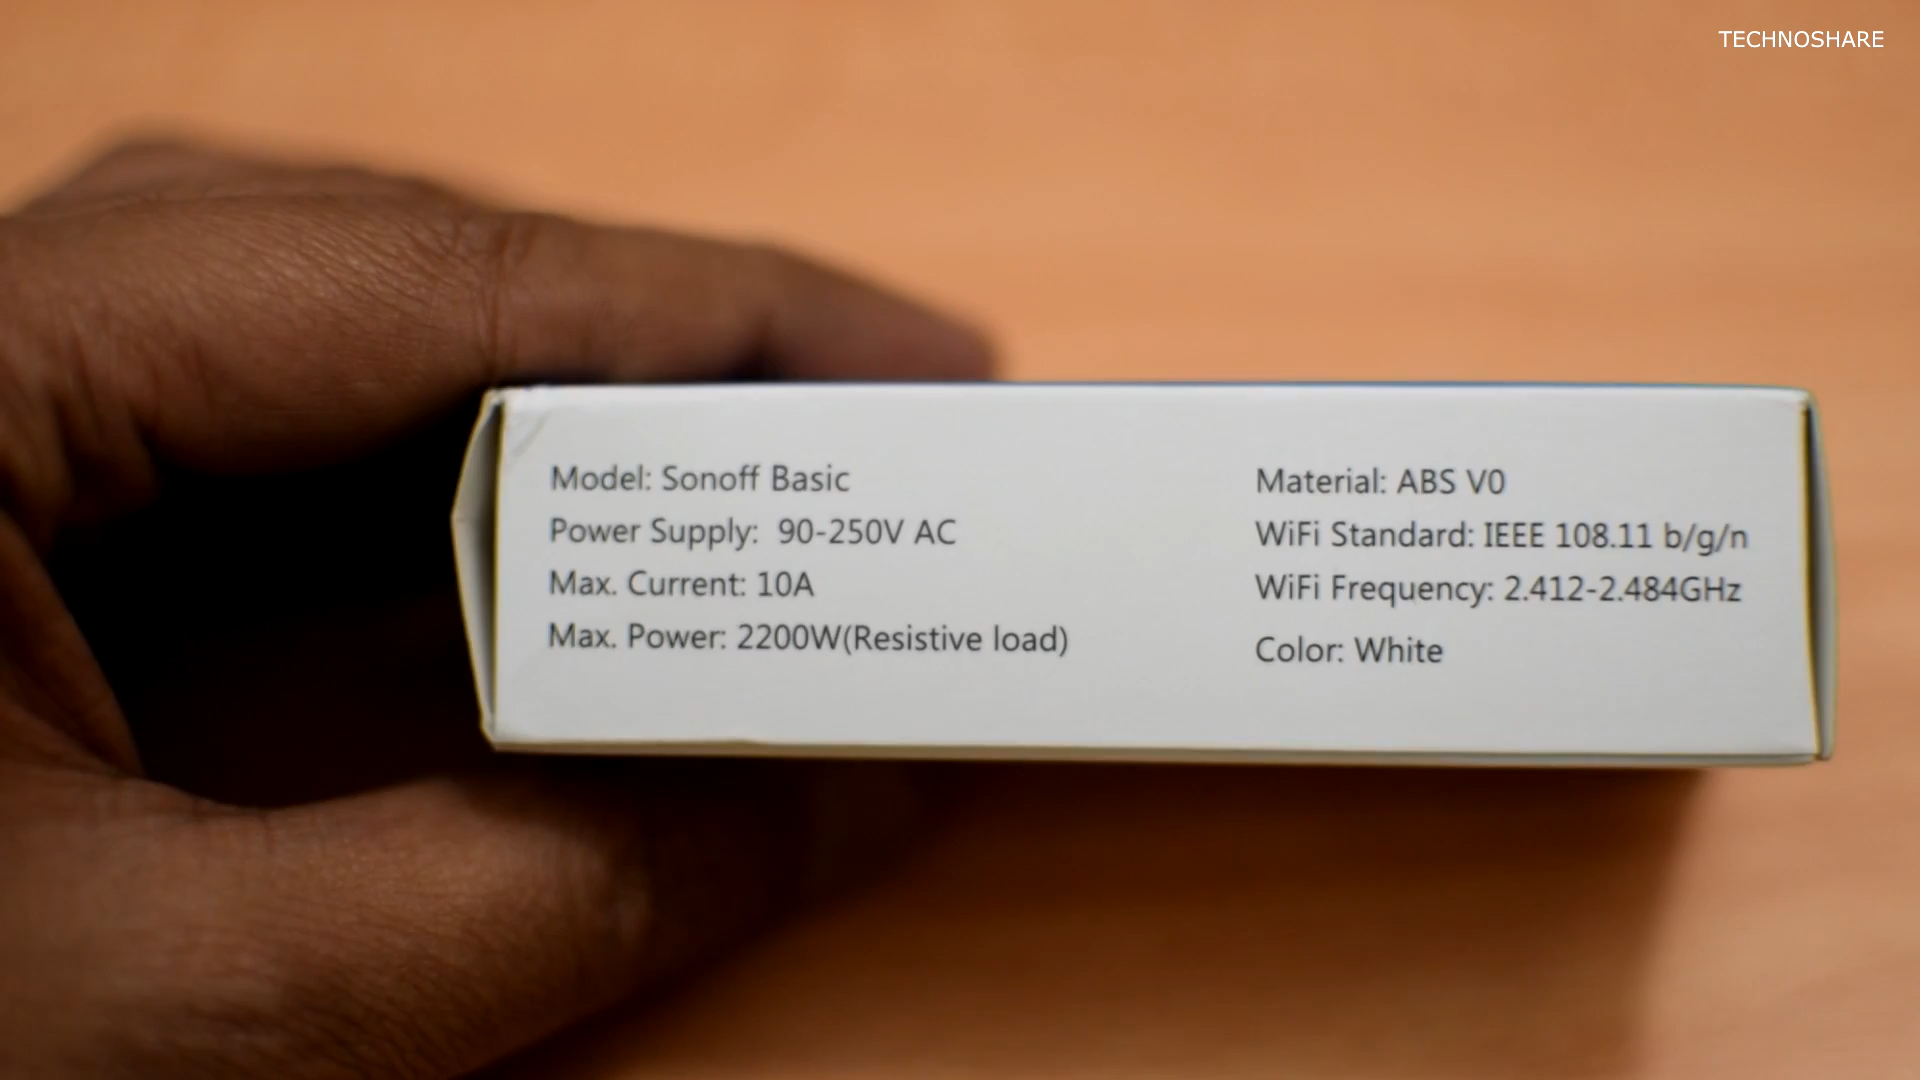 TECHNOSHARE
Model: Sonoff Basic
Power Supply: 90-250V AC
Max. Current: 10A
Max. Power: 2200W(Resistive load)
Material: ABS V0
WiFi Standard: IEEE 108.11 b/g/n
WiFi Frequency: 2.412-2.484GHz
Color: White